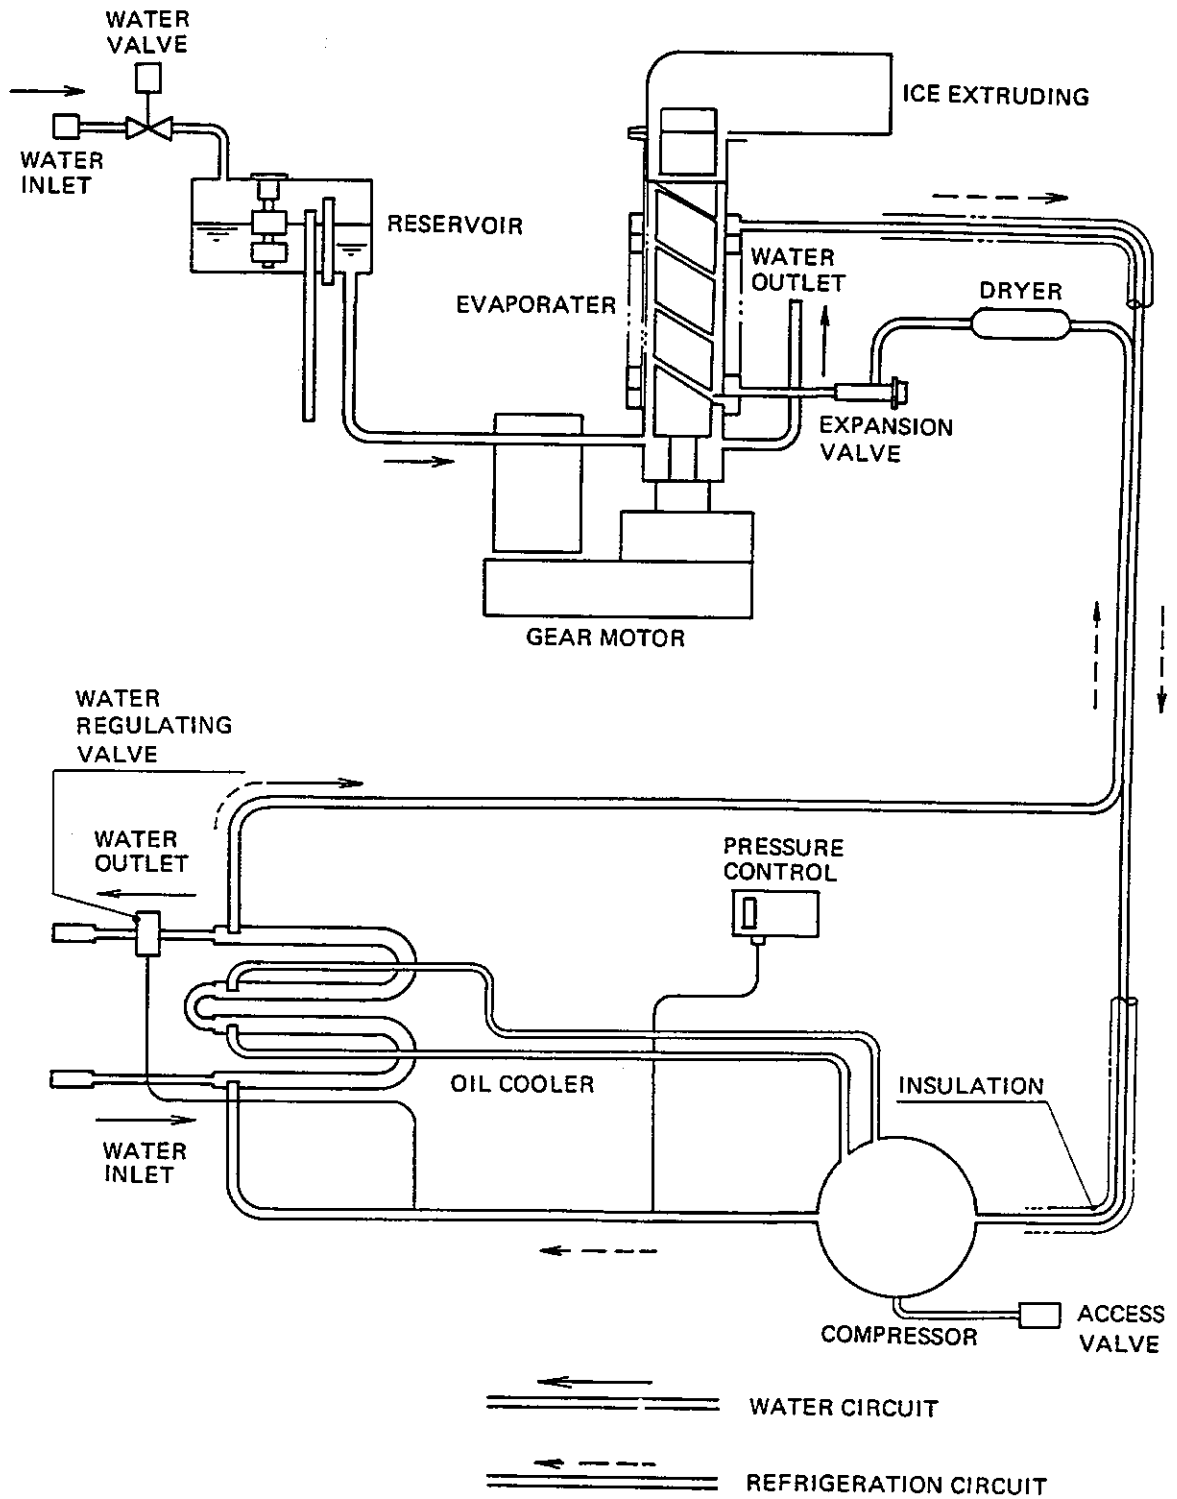 WATER
VALVE
ICE EXTRUDING
WATER
INLET
RESERVOIR
WATER
OUTLET
EVAPORATER
DRYER
EXPANSION
VALVE
GEAR MOTOR
WATER
REGULATING
VALVE
WATER
OUTLET
PRESSURE
CONTROL
OIL COOLER
INSULATION
WATER
INLET
COMPRESSOR
ACCESS
VALVE
WATER CIRCUIT
REFRIGERATION CIRCUIT